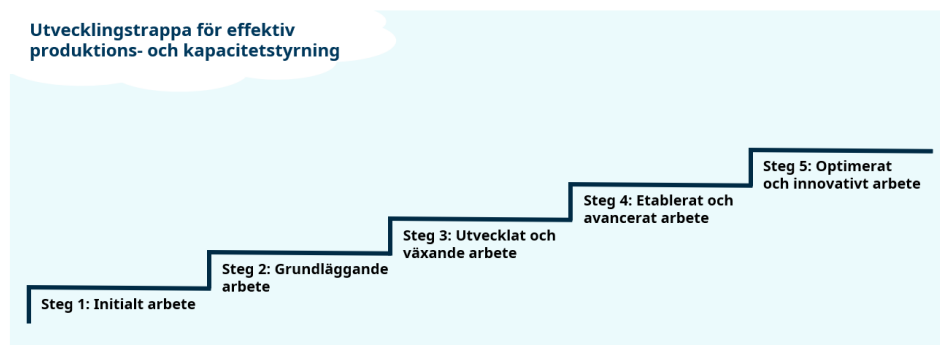 Utvecklingstrappa för effektiv
produktions- och kapacitetstyrning
Steg 1: Initialt arbete
Steg 2: Grundläggande
arbete
Steg 3: Utvecklat och
växande arbete
Steg 4: Etablerat och
avancerat arbete
Steg 5: Optimerat
och innovativt arbete